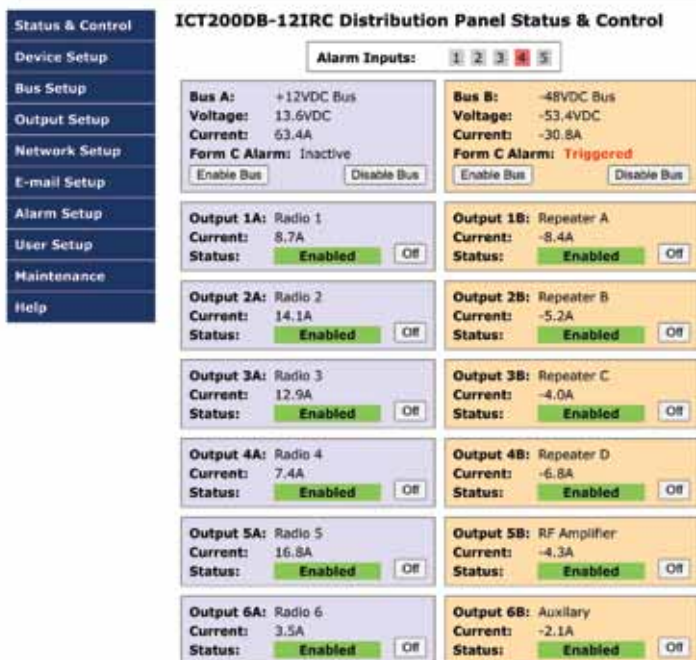 Status & Control
Device Setup
Bus Setup
Output Setup
Network Setup
E-mail Setup
Alarm Setup
User Setup
Maintenance
Help
ICT200DB-12IRC Distribution Panel Status & Control
Alarm Inputs: 1 2 3 4 5
Bus A: +12VDC Bus
Voltage: 13.6VDC
Current: 63.4A
Form C Alarm: Inactive
Enable Bus Disable Bus
Bus B: -48VDC Bus
Voltage: -53.4VDC
Current: -30.8A
Form C Alarm: Triggered
Enable Bus Disable Bus
Output 1A: Radio 1
Current: 8.7A
Status: Enabled Off
Output 1B: Repeater A
Current: -8.4A
Status: Enabled Off
Output 2A: Radio 2
Current: 14.1A
Status: Enabled Off
Output 2B: Repeater B
Current: -5.2A
Status: Enabled Off
Output 3A: Radio 3
Current: 12.9A
Status: Enabled Off
Output 3B: Repeater C
Current: -4.0A
Status: Enabled Off
Output 4A: Radio 4
Current: 7.4A
Status: Enabled Off
Output 4B: Repeater D
Current: -6.8A
Status: Enabled Off
Output 5A: Radio 5
Current: 16.8A
Status: Enabled Off
Output 5B: RF Amplifier
Current: -4.3A
Status: Enabled Off
Output 6A: Radio 6
Current: 3.5A
Status: Enabled Off
Output 6B: Auxilary
Current: -2.1A
Status: Enabled Off